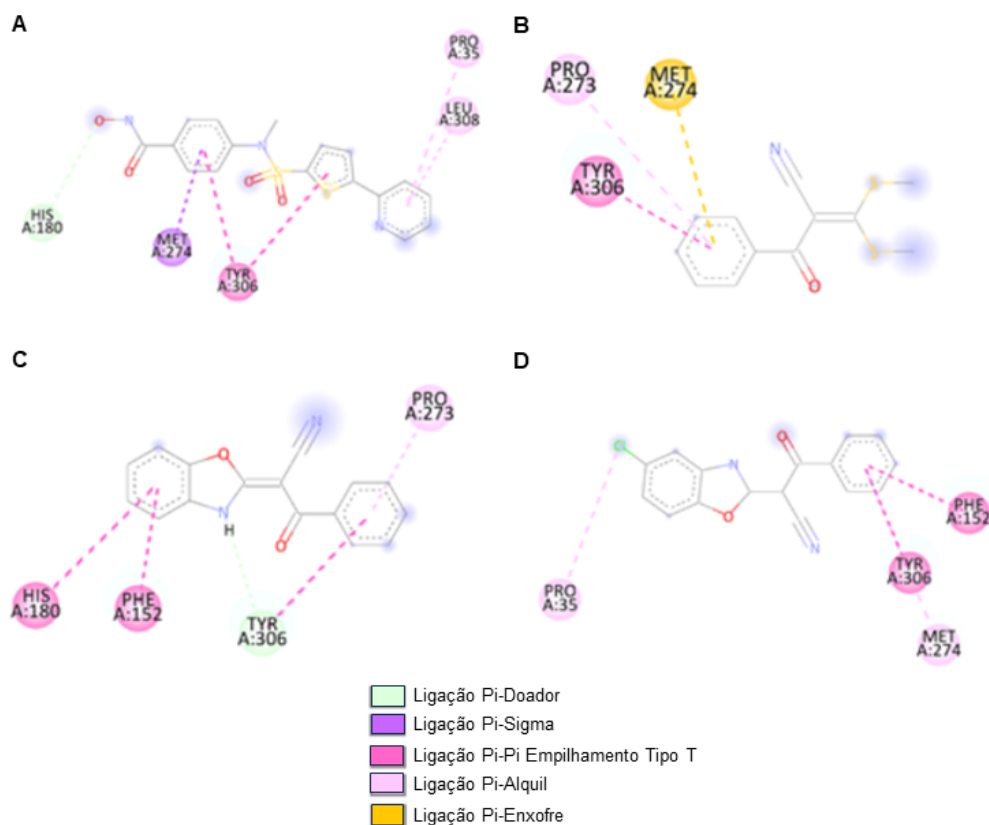 A
PRO
A:35
LEU
A:308
O
N
O
N
O
S
O
S
N
HIS
A:180
MET
A:274
TYR
A:306
B
PRO
A:273
MET
A:274
TYR
A:306
N
S
S
O
C
PRO
A:273
N
O
N
H
O
HIS
A:180
PHE
A:152
TYR
A:306
D
Cl
O
N
O
N
PHE
A:152
TYR
A:306
PRO
A:35
MET
A:274
Ligação Pi-Doador
Ligação Pi-Sigma
Ligação Pi-Pi Empilhamento Tipo T
Ligação Pi-Alquil
Ligação Pi-Enxofre